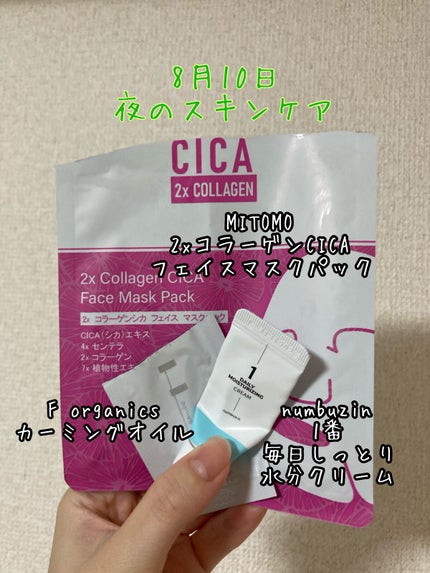 8月10日
夜のスキンケア
CICA
2x COLLAGEN
MITOMO
2xコラーゲンCICA
フェイスマスクパック
2x Collagen CICA
Face Mask Pack
2x コラーゲンシカ フェイス マスクパック
CICA(シカ)エキス
4x センテラ
2x コラーゲン
7x 植物性エキ
1
DAILY
MOISTURIZING
CREAM
numbuzin
F organics
カーミングオイル
numbuzin
1番
毎日しっとり
水分クリーム